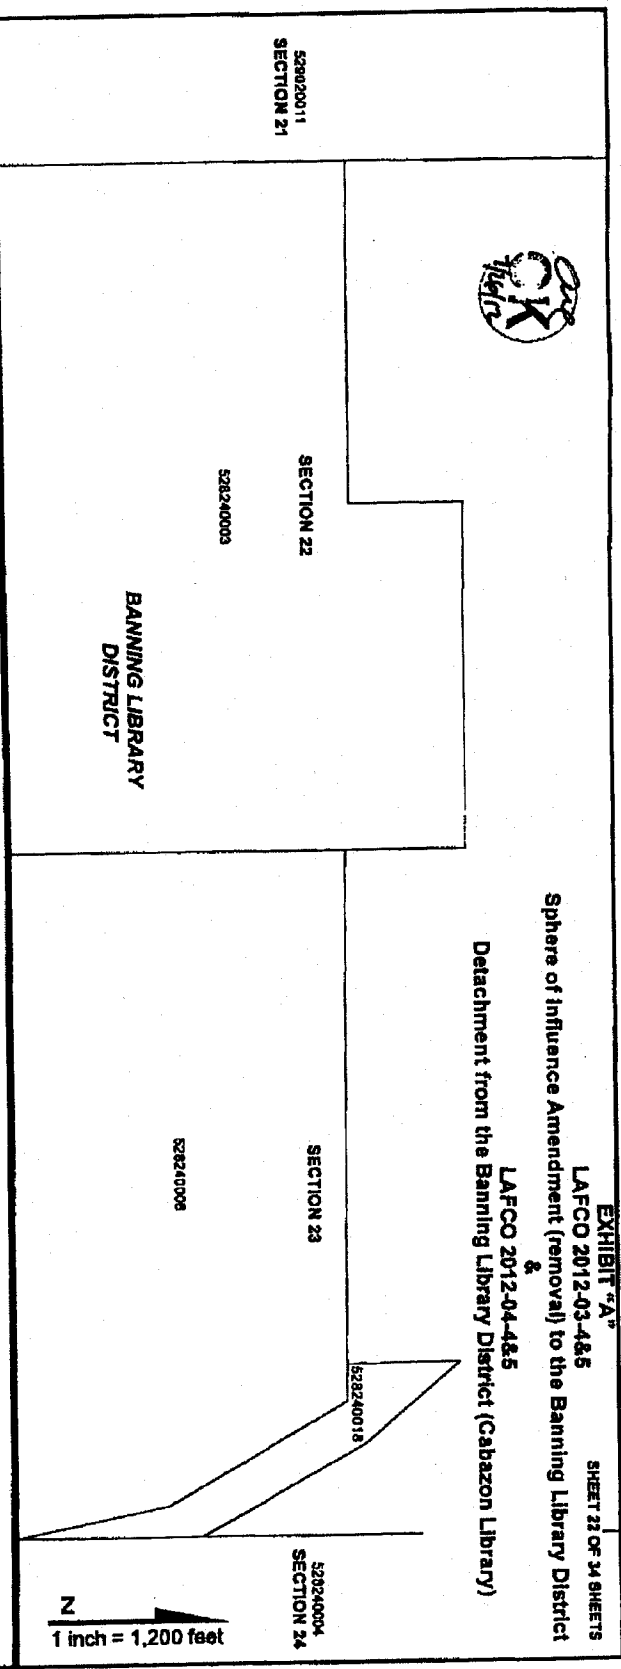 EXHIBIT "A"
SHEET 22 OF 34 SHEETS
LAFCO 2012-03-4&5
Sphere of Influence Amendment (removal) to the Banning Library District
&
LAFCO 2012-04-4&5
Detachment from the Banning Library District (Cabazon Library)
OK
529020011
SECTION 21
SECTION 22
528240003
BANNING LIBRARY
DISTRICT
SECTION 23
528240006
528240018
528240004
SECTION 24
N
1 inch = 1,200 feet